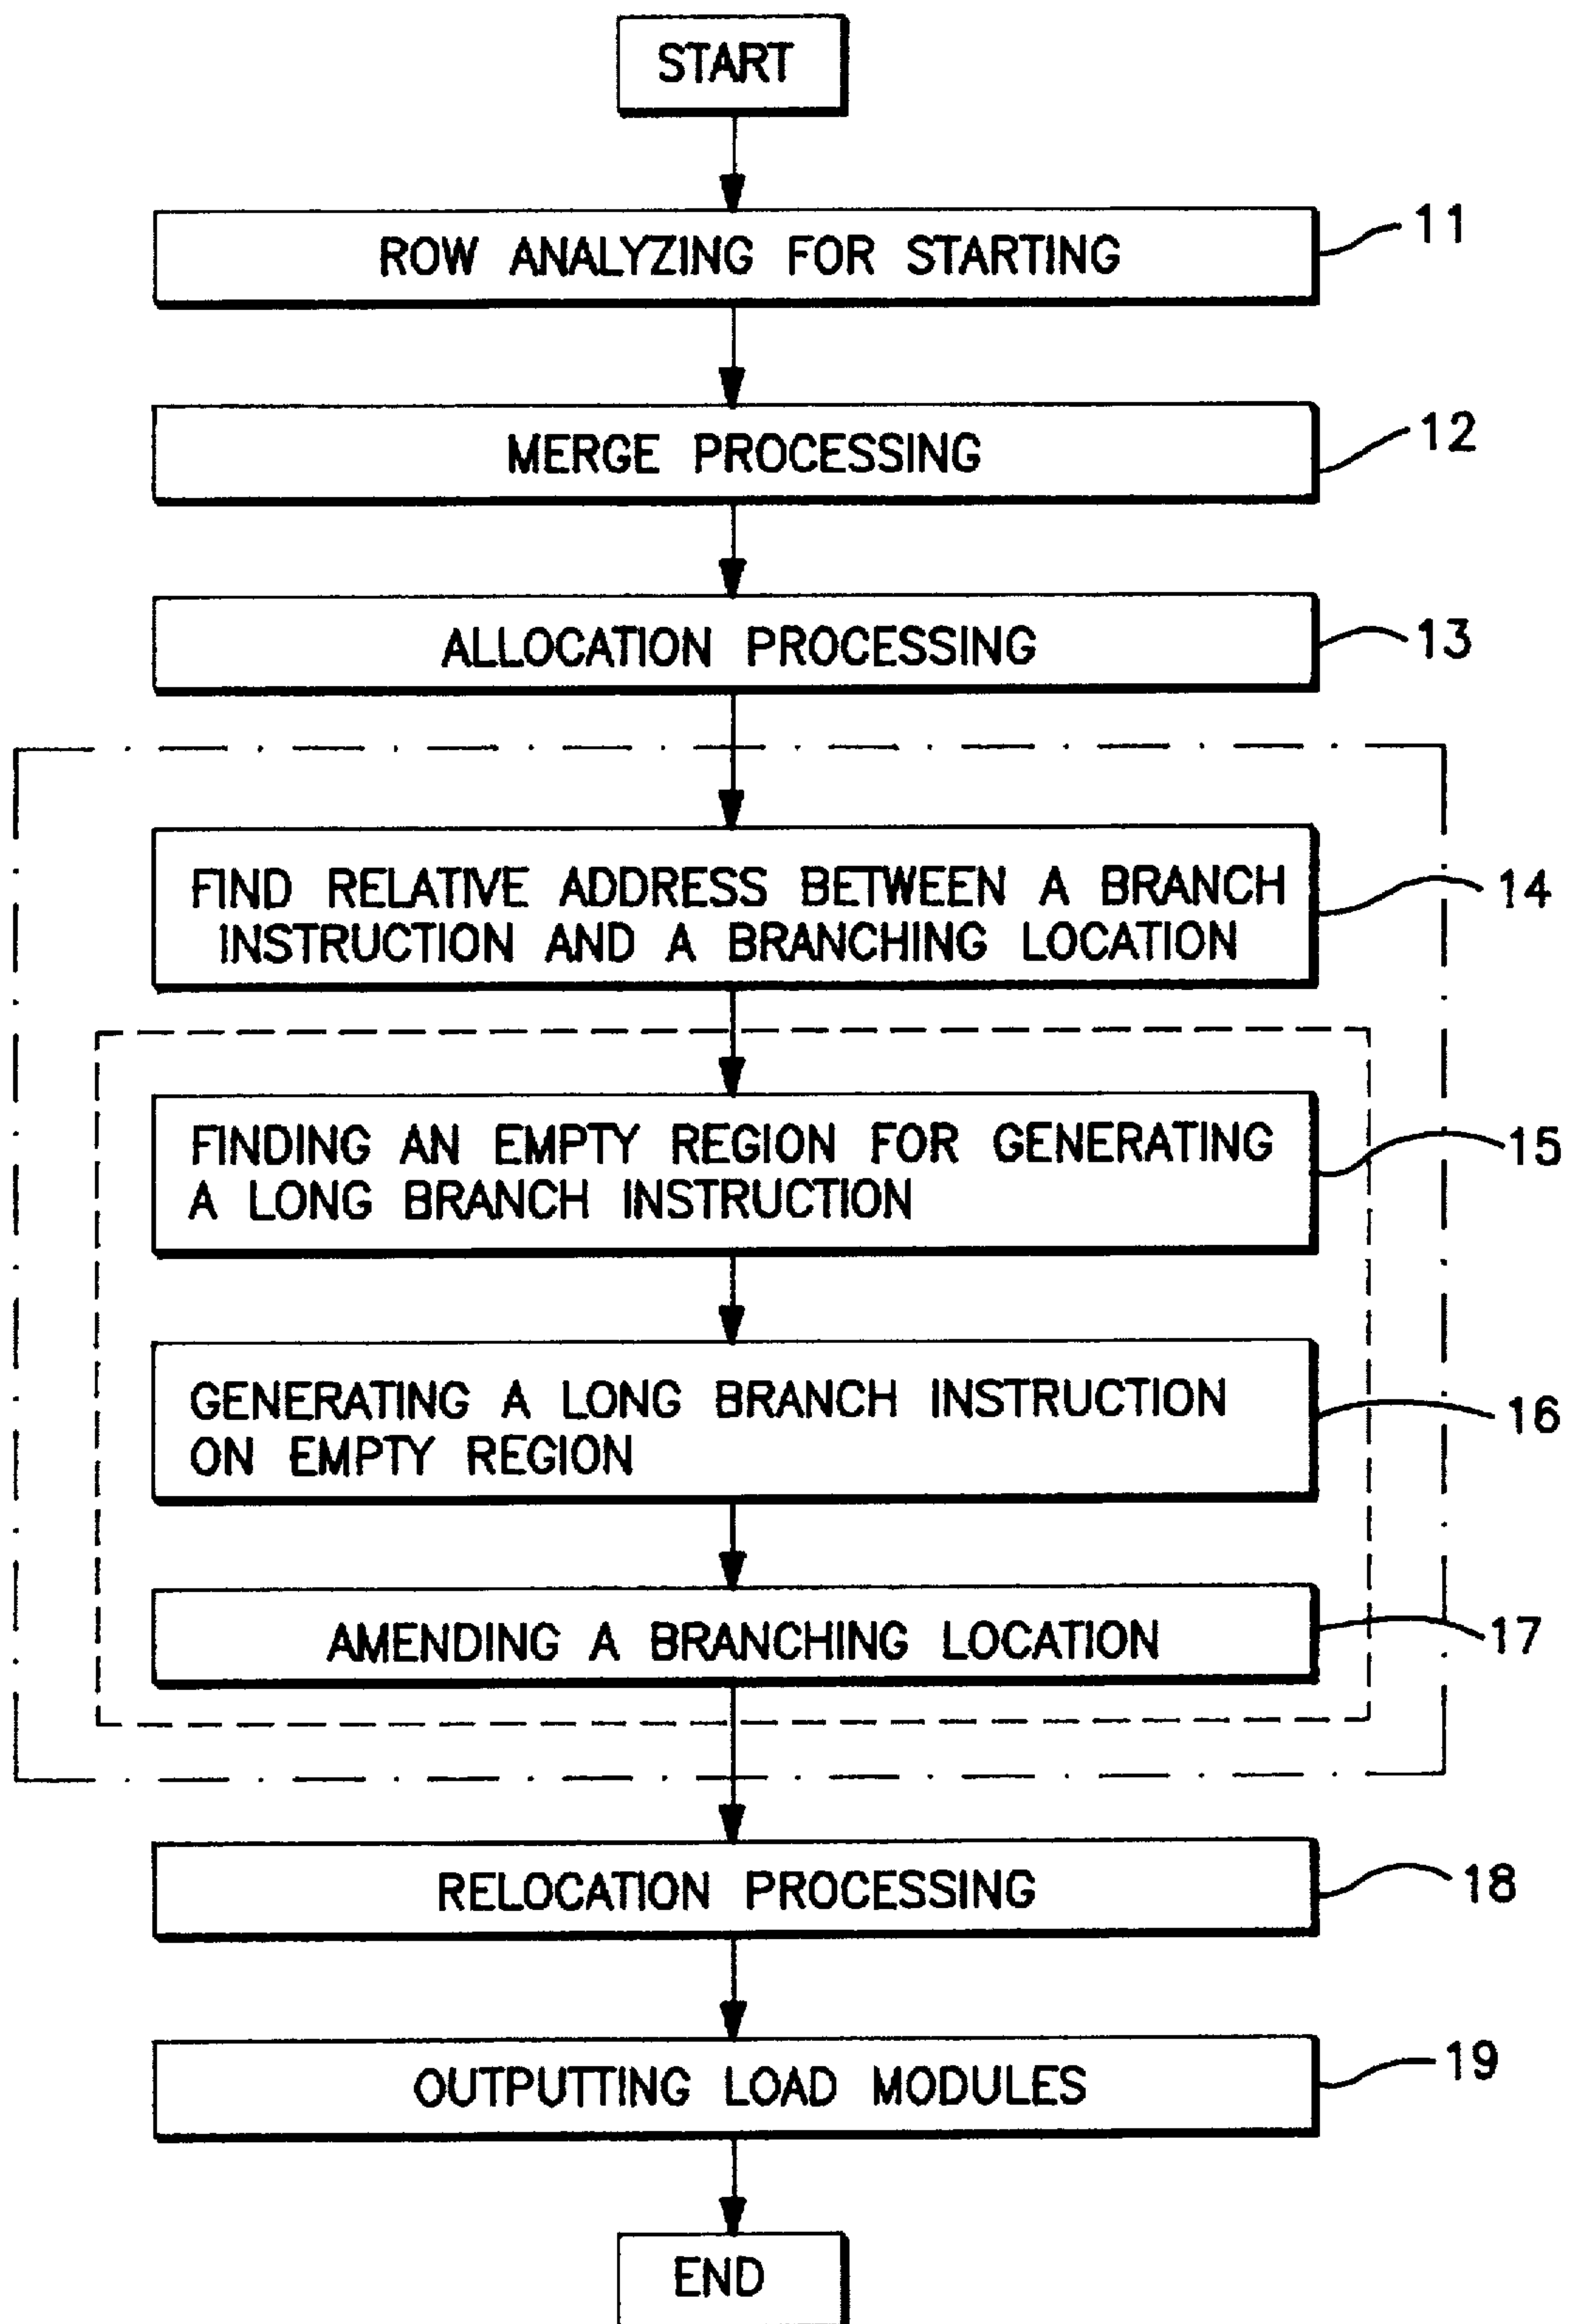 START
ROW ANALYZING FOR STARTING
11
MERGE PROCESSING
12
ALLOCATION PROCESSING
13
FIND RELATIVE ADDRESS BETWEEN A BRANCH
INSTRUCTION AND A BRANCHING LOCATION
14
FINDING AN EMPTY REGION FOR GENERATING
A LONG BRANCH INSTRUCTION
15
GENERATING A LONG BRANCH INSTRUCTION
ON EMPTY REGION
16
AMENDING A BRANCHING LOCATION
17
RELOCATION PROCESSING
18
OUTPUTTING LOAD MODULES
19
END